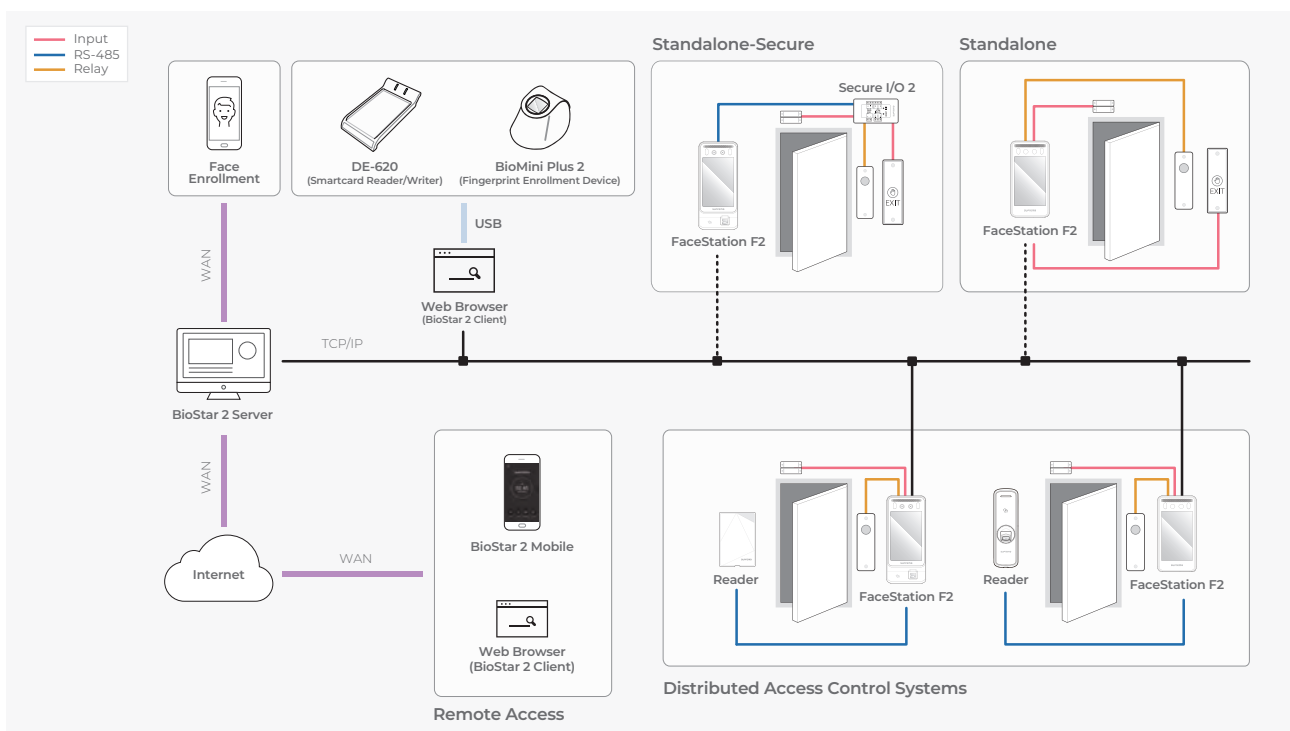 Input
RS-485
Relay
Face
Enrollment
DE-620
(Smartcard Reader/Writer)
BioMini Plus 2
(Fingerprint Enrollment Device)
WAN
USB
Web Browser
(BioStar 2 Client)
Standalone-Secure
Secure I/O 2
EXIT
FaceStation F2
Standalone
EXIT
FaceStation F2
TCP/IP
BioStar 2 Server
WAN
Internet
WAN
BioStar 2 Mobile
Web Browser
(BioStar 2 Client)
Remote Access
Reader
FaceStation F2
Reader
FaceStation F2
Distributed Access Control Systems